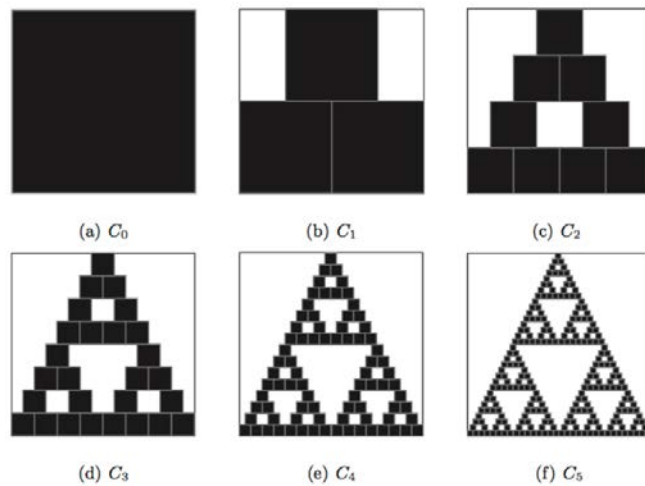 (a) C₀
(b) C₁
(c) C₂
(d) C₃
(e) C₄
(f) C₅